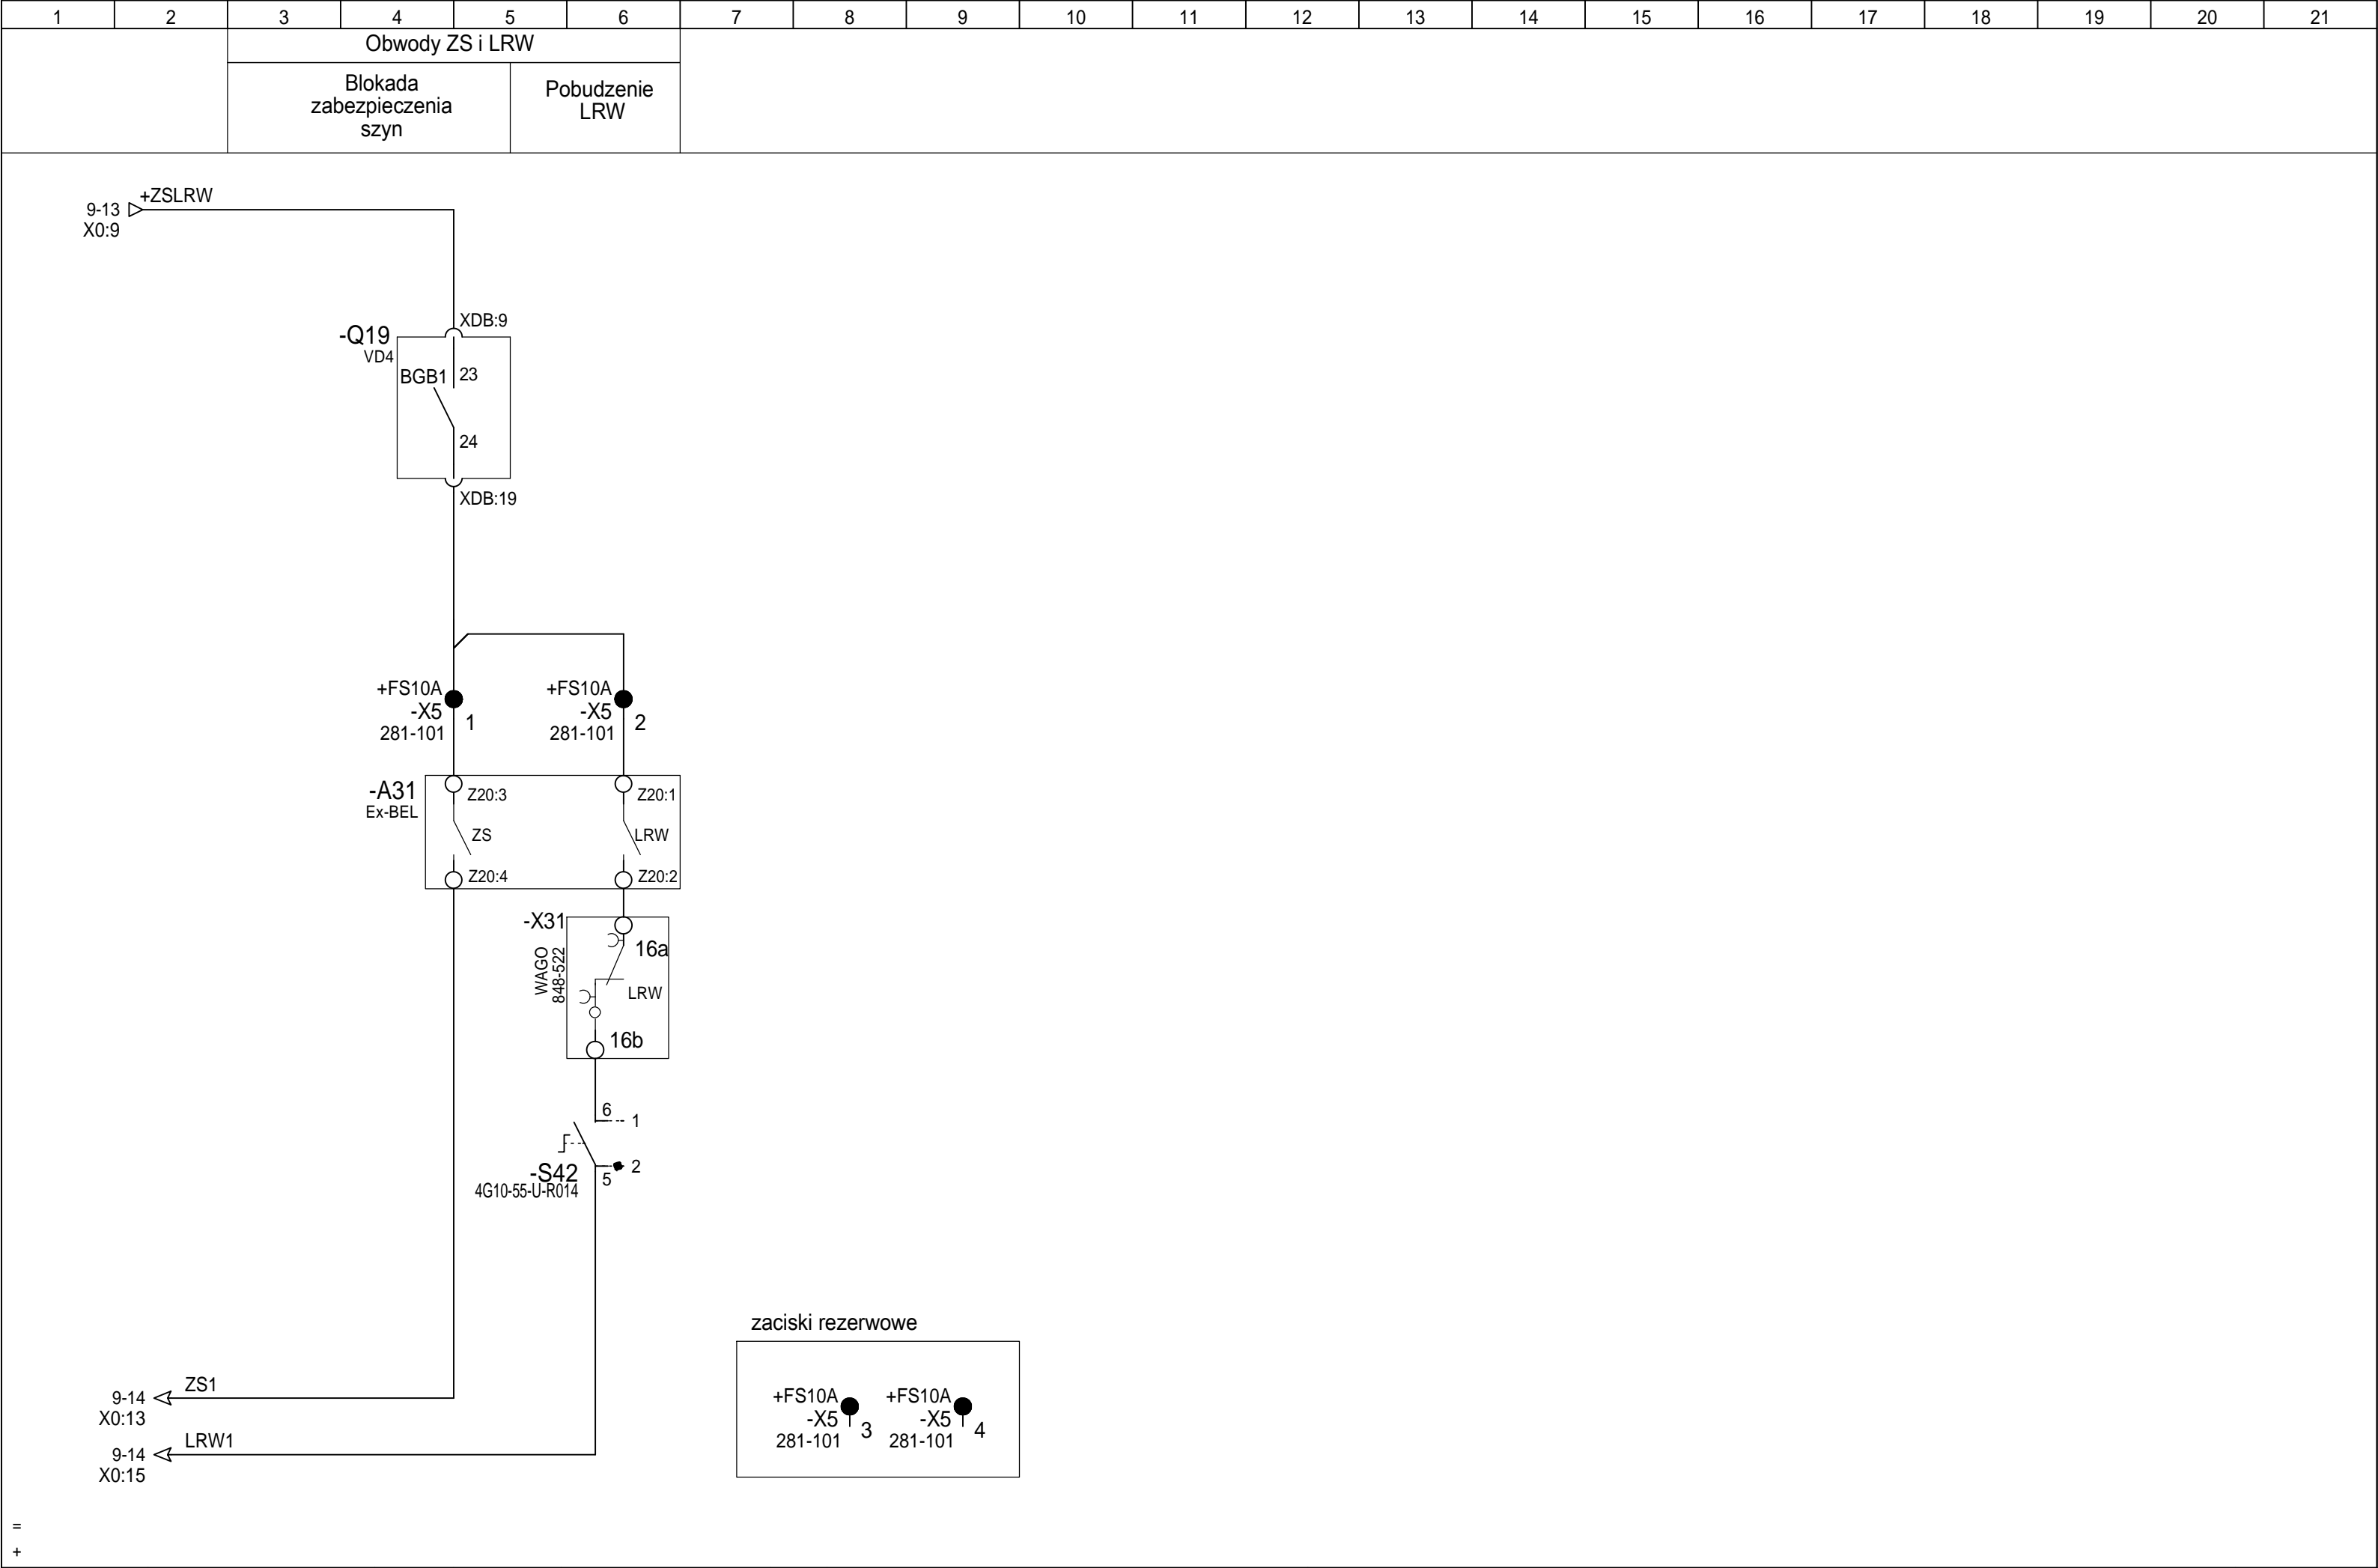 1 2 3 4 5 6 7 8 9 10 11 12 13 14 15 16 17 18 19 20 21
Obwody ZS i LRW
Blokada
zabezpieczenia
szyn
Pobudzenie
LRW
+ZSLRW
9-13
X0:9
XDB:9
-Q19
VD4
BGB1
23
24
XDB:19
+FS10A
-X5
281-101
1
+FS10A
-X5
281-101
2
-A31
Ex-BEL
Z20:3
ZS
Z20:4
Z20:1
LRW
Z20:2
-X31
WAGO
848-522
16a
LRW
16b
6
1
-S42
4G10-55-U-R014
5
2
zaciski rezerwowe
+FS10A
-X5
281-101
3
+FS10A
-X5
281-101
4
ZS1
9-14
X0:13
LRW1
9-14
X0:15
=
+